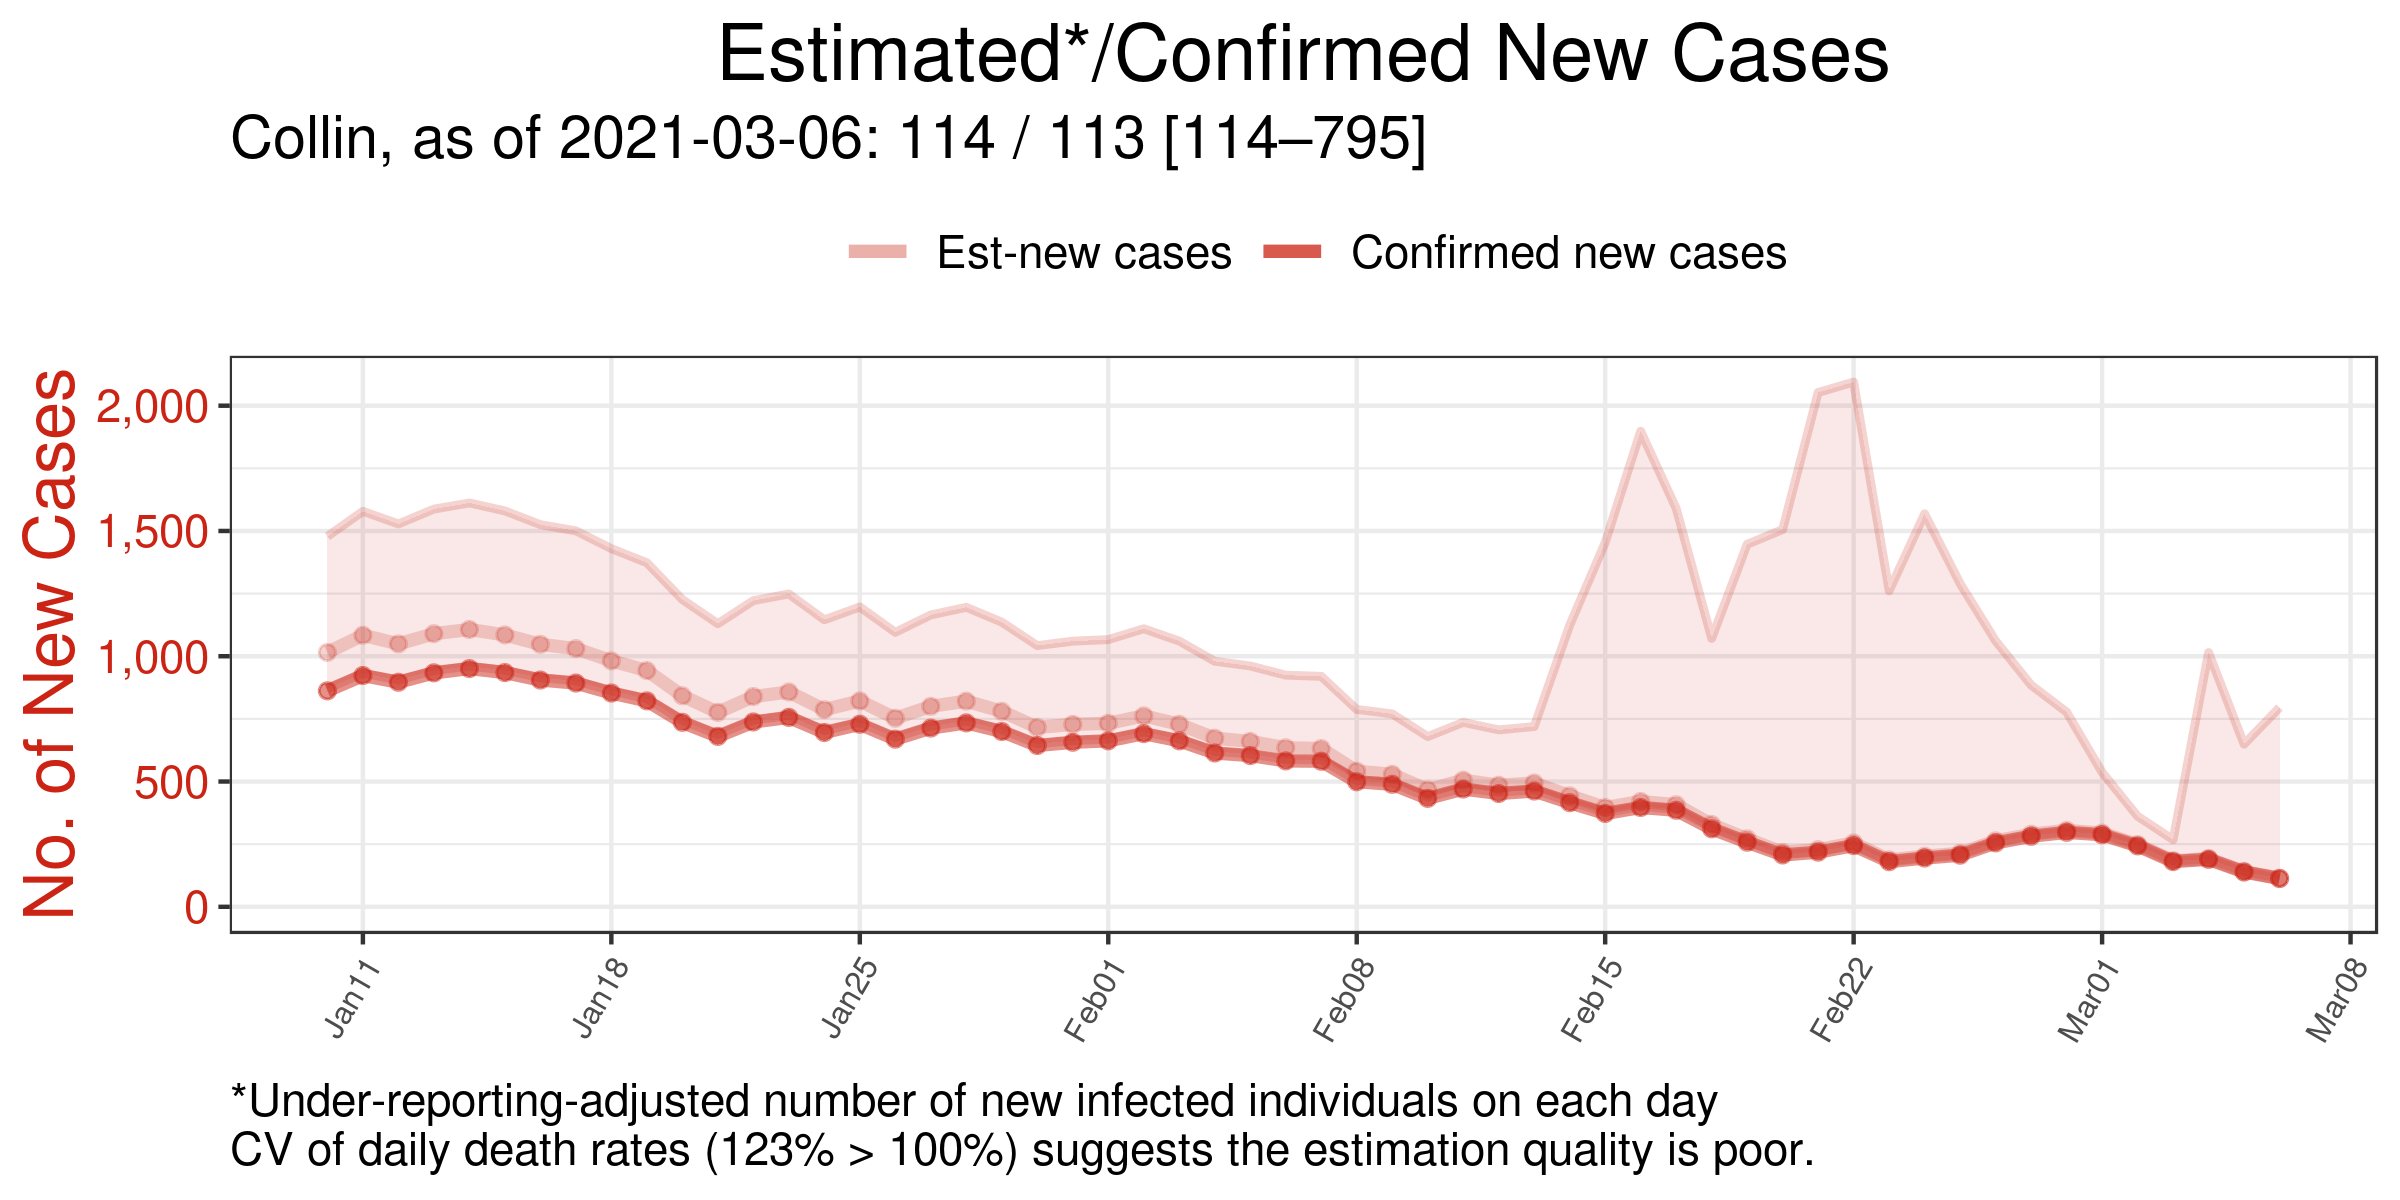 Estimated*/Confirmed New Cases
Collin, as of 2021-03-06: 114 / 113 [114–795]
Est-new cases Confirmed new cases
No. of New Cases
2,000
1,500
1,000
500
0
Jan11 Jan18 Jan25 Feb01 Feb08 Feb15 Feb22 Mar01 Mar08
*Under-reporting-adjusted number of new infected individuals on each day
CV of daily death rates (123% > 100%) suggests the estimation quality is poor.